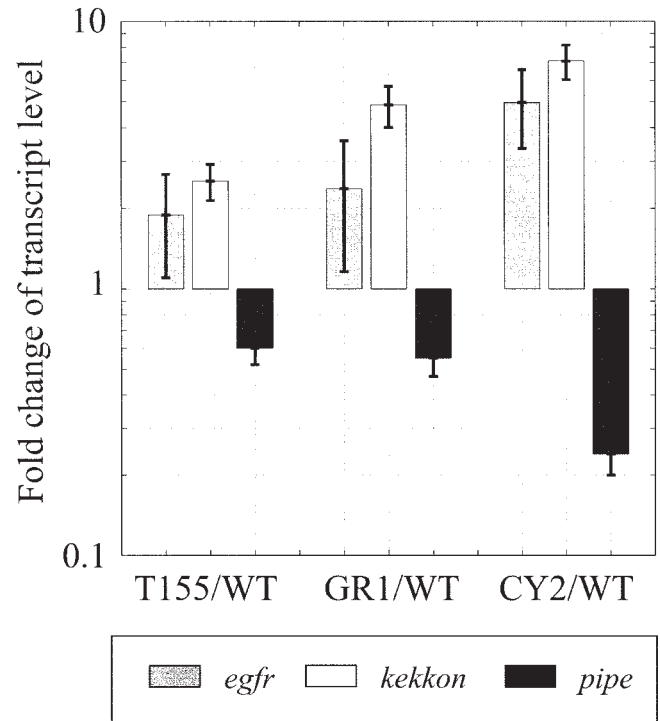 Fold change of transcript level
10
1
0.1
T155/WT GR1/WT CY2/WT
egfr kekkon pipe